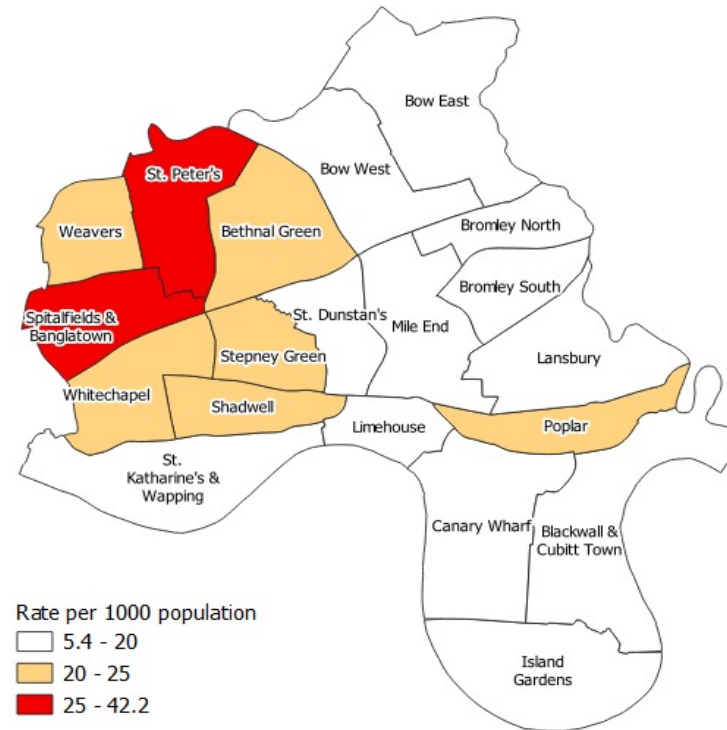 Bow East
St. Peter's
Bow West
Weavers
Bethnal Green
Bromley North
Bromley South
Spitalfields &
Banglatown
St. Dunstan's
Mile End
Stepney Green
Lansbury
Whitechapel
Shadwell
Limehouse
Poplar
St.
Katharine's &
Wapping
Canary Wharf
Blackwall &
Cubitt Town
Island
Gardens
Rate per 1000 population
5.4 - 20
20 - 25
25 - 42.2